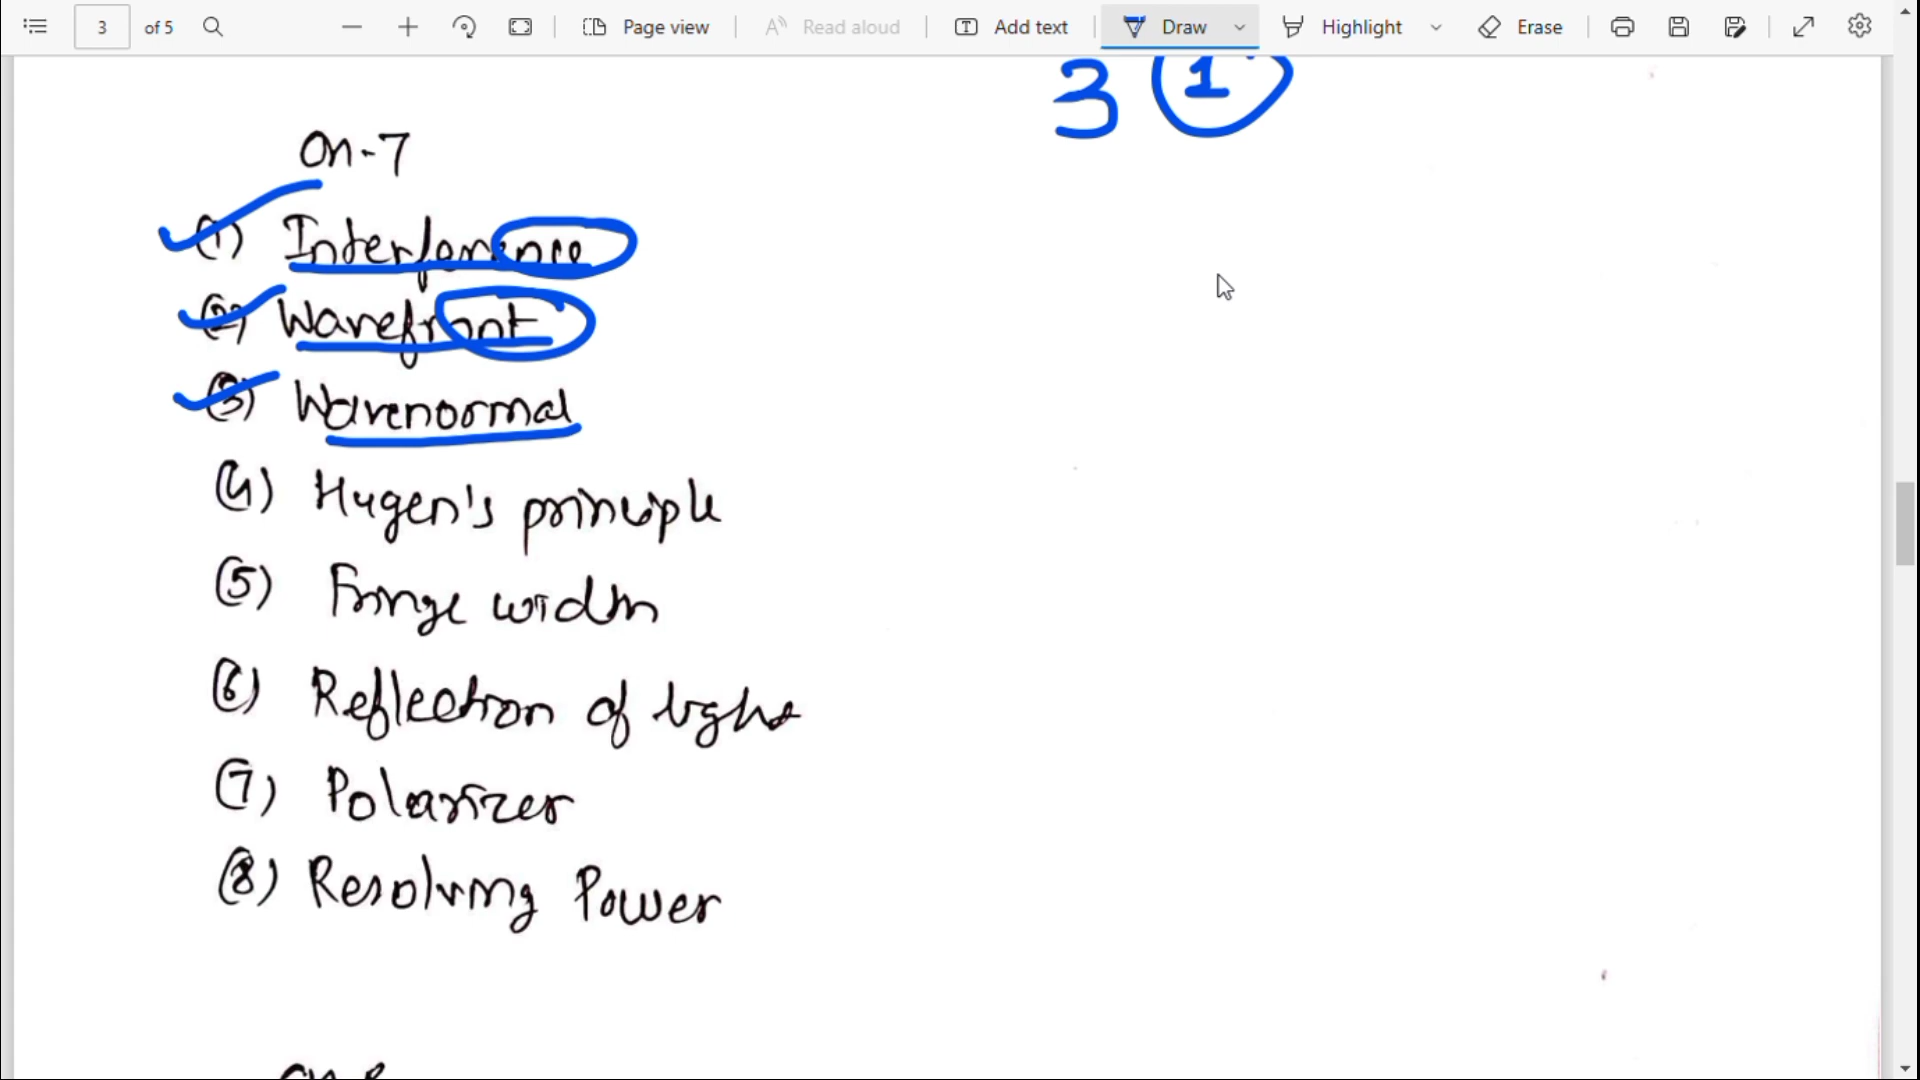 3 of 5 Page view Read aloud Add text Draw Highlight Erase
3 1
Ch-7
(1) Interference
(2) Wavefront
(3) Wavenormal
(4) Hugen's principle
(5) Fringe width
(6) Reflection of light
(7) Polarizer
(8) Resolving Power